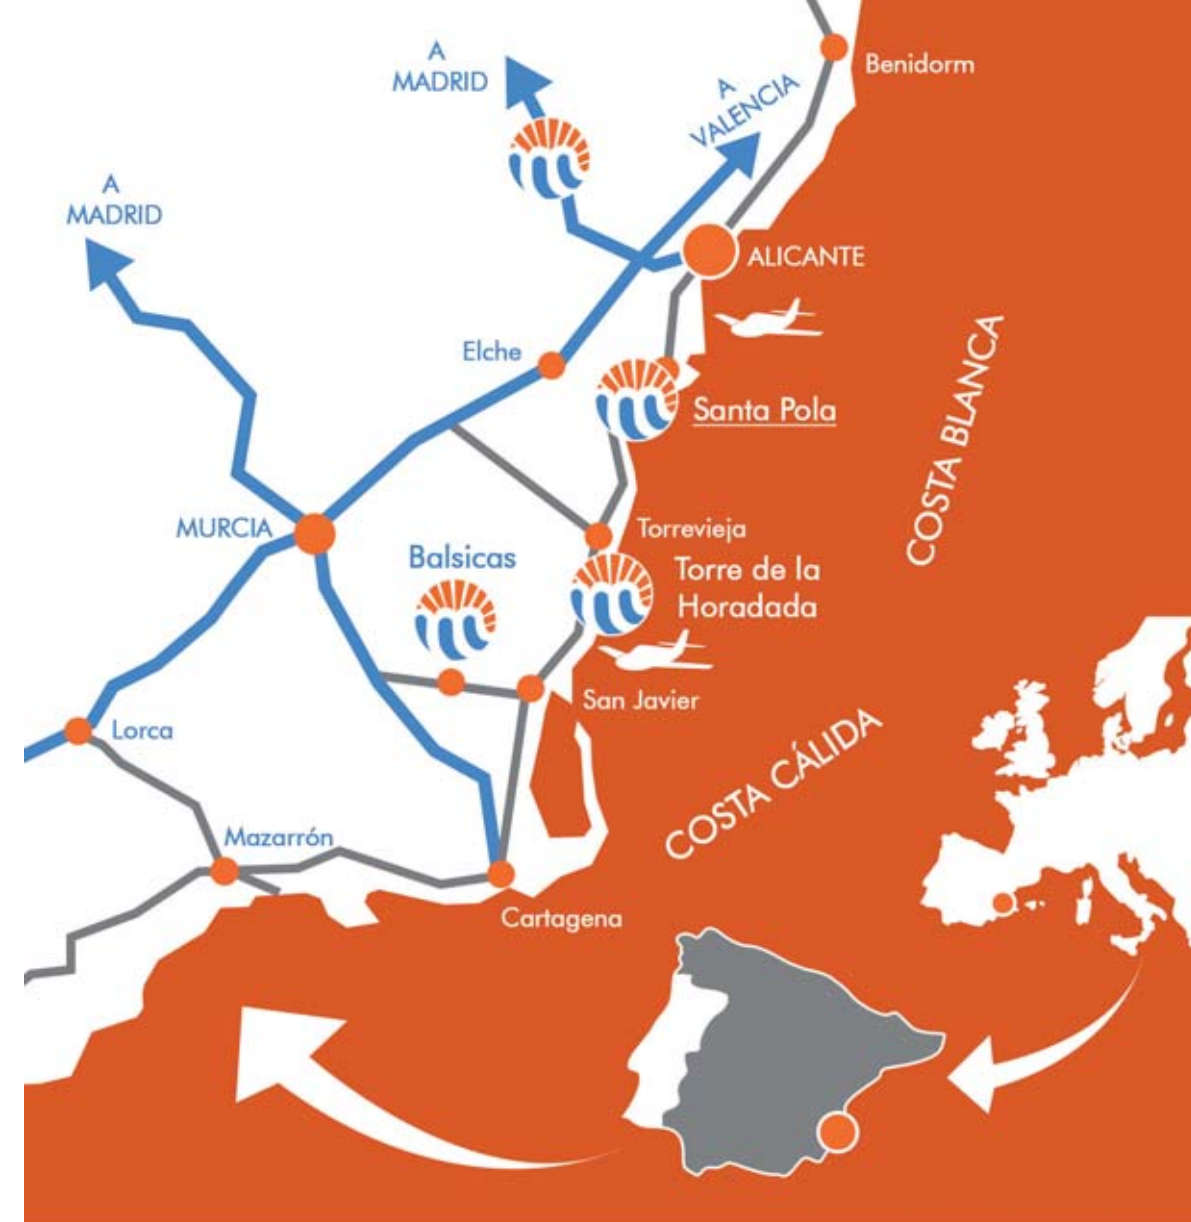 A
MADRID
Benidorm
A
VALENCIA
A
MADRID
ALICANTE
Elche
COSTA BLANCA
Santa Pola
MURCIA
Torrevieja
Balsicas
Torre de la
Horadada
San Javier
Lorca
COSTA CÁLIDA
Mazarrón
Cartagena